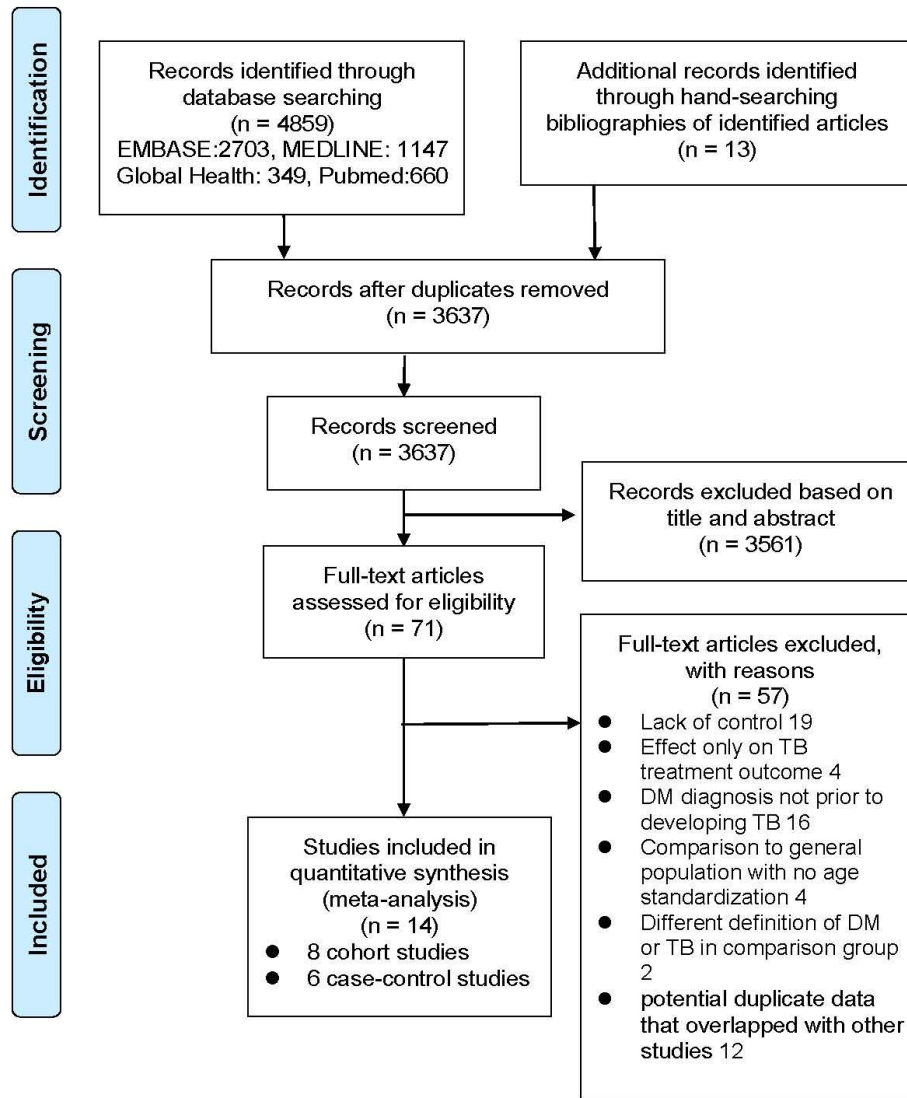 Identification
Records identified through
database searching
(n = 4859)
EMBASE:2703, MEDLINE: 1147
Global Health: 349, Pubmed:660
Additional records identified
through hand-searching
bibliographies of identified articles
(n = 13)
Screening
Records after duplicates removed
(n = 3637)
Records screened
(n = 3637)
Records excluded based on
title and abstract
(n = 3561)
Eligibility
Full-text articles
assessed for eligibility
(n = 71)
Full-text articles excluded,
with reasons
(n = 57)
● Lack of control 19
● Effect only on TB
treatment outcome 4
● DM diagnosis not prior to
developing TB 16
● Comparison to general
population with no age
standardization 4
● Different definition of DM
or TB in comparison group
2
● potential duplicate data
that overlapped with other
studies 12
Included
Studies included in
quantitative synthesis
(meta-analysis)
(n = 14)
● 8 cohort studies
● 6 case-control studies